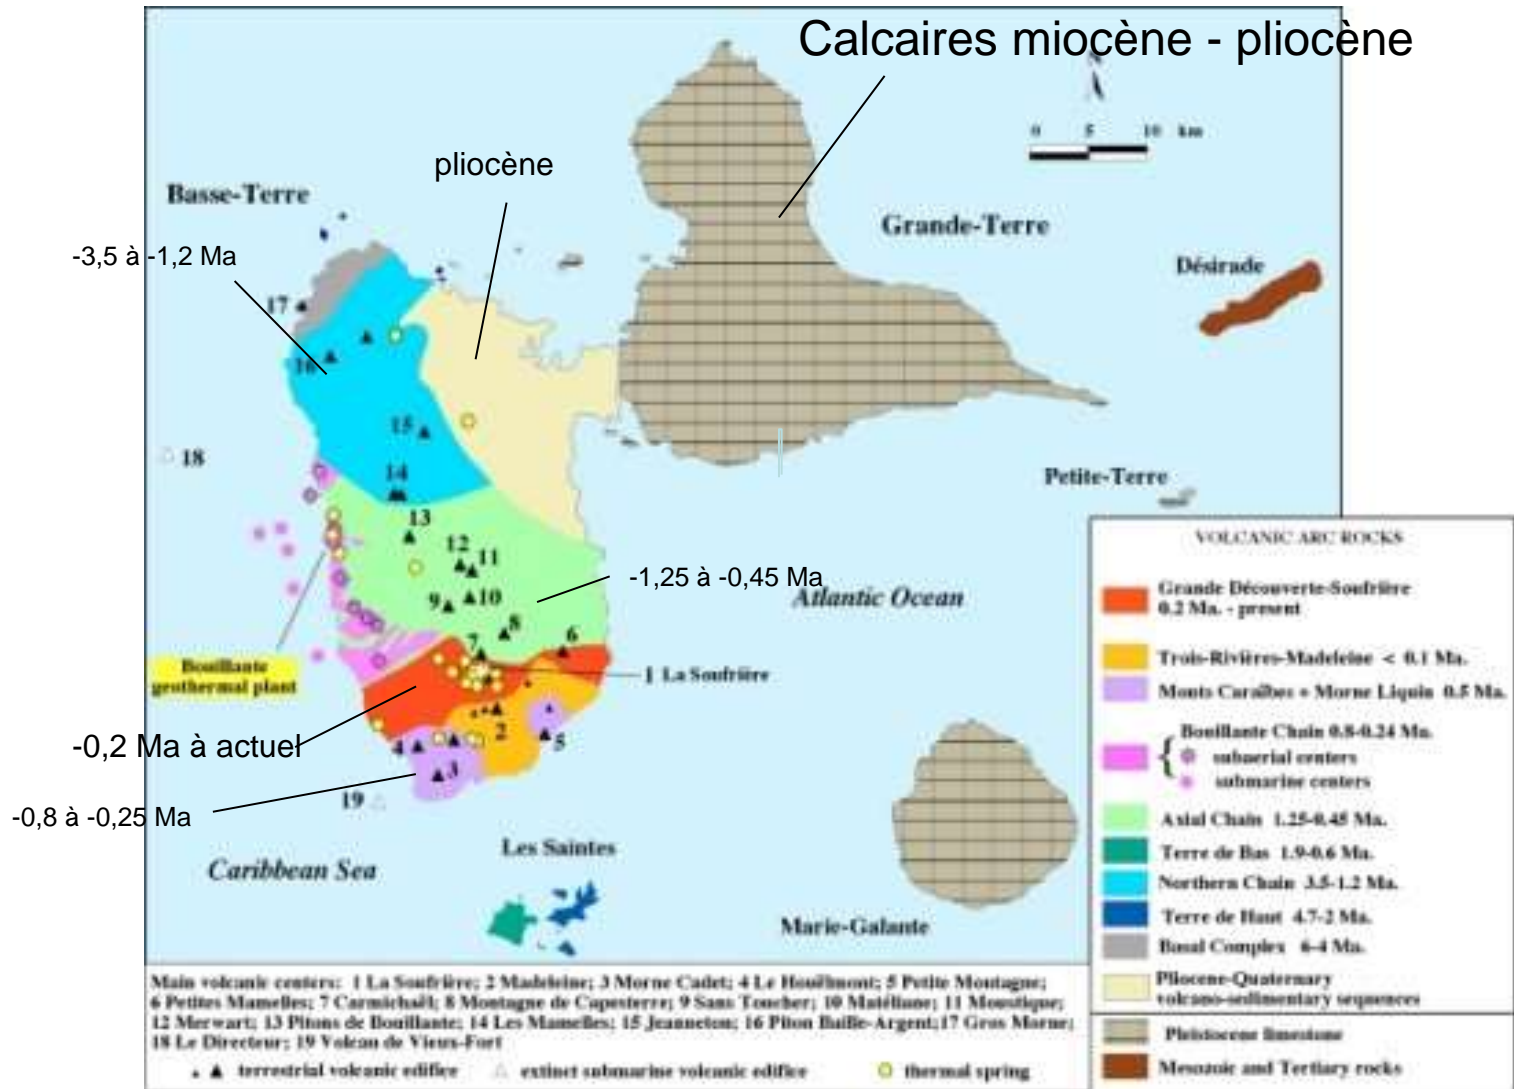 Calcaires miocène - pliocène
N
0 5 10 km
pliocène
Basse-Terre
Grande-Terre
-3,5 à -1,2 Ma
Désirade
17
16
15
18
14
Petite-Terre
13
12
11
-1,25 à -0,45 Ma
10
9
Atlantic Ocean
8
7
6
Bouillante
geothermal plant
1 La Soufrière
2
-0,2 Ma à actuel
4
5
3
19
-0,8 à -0,25 Ma
Les Saintes
Caribbean Sea
Marie-Galante
VOLCANIC ARC ROCKS
Grande Découverte-Soufrière
0.2 Ma. - present
Trois-Rivières-Madeleine < 0.1 Ma.
Monts Caraïbes + Morne Liquin 0.5 Ma.
Bouillante Chain 0.8-0.24 Ma.
{ subaerial centers
submarine centers
Axial Chain 1.25-0.45 Ma.
Terre de Bas 1.9-0.6 Ma.
Northern Chain 3.5-1.2 Ma.
Terre de Haut 4.7-2 Ma.
Basal Complex 6-4 Ma.
Pliocene-Quaternary
volcano-sedimentary sequences
Pleistocene limestone
Mesozoic and Tertiary rocks
Main volcanic centers: 1 La Soufrière; 2 Madeleine; 3 Morne Cadet; 4 Le Houëlmont; 5 Petite Montagne;
6 Petites Mamelles; 7 Carmichaël; 8 Montagne de Capesterre; 9 Sans Toucher; 10 Matéliane; 11 Moustique;
12 Merwart; 13 Pitons de Bouillante; 14 Les Mamelles; 15 Jeanneton; 16 Piton Baille-Argent;17 Gros Morne;
18 Le Directeur; 19 Volcan de Vieux-Fort
terrestrial volcanic edifice extinct submarine volcanic edifice thermal spring